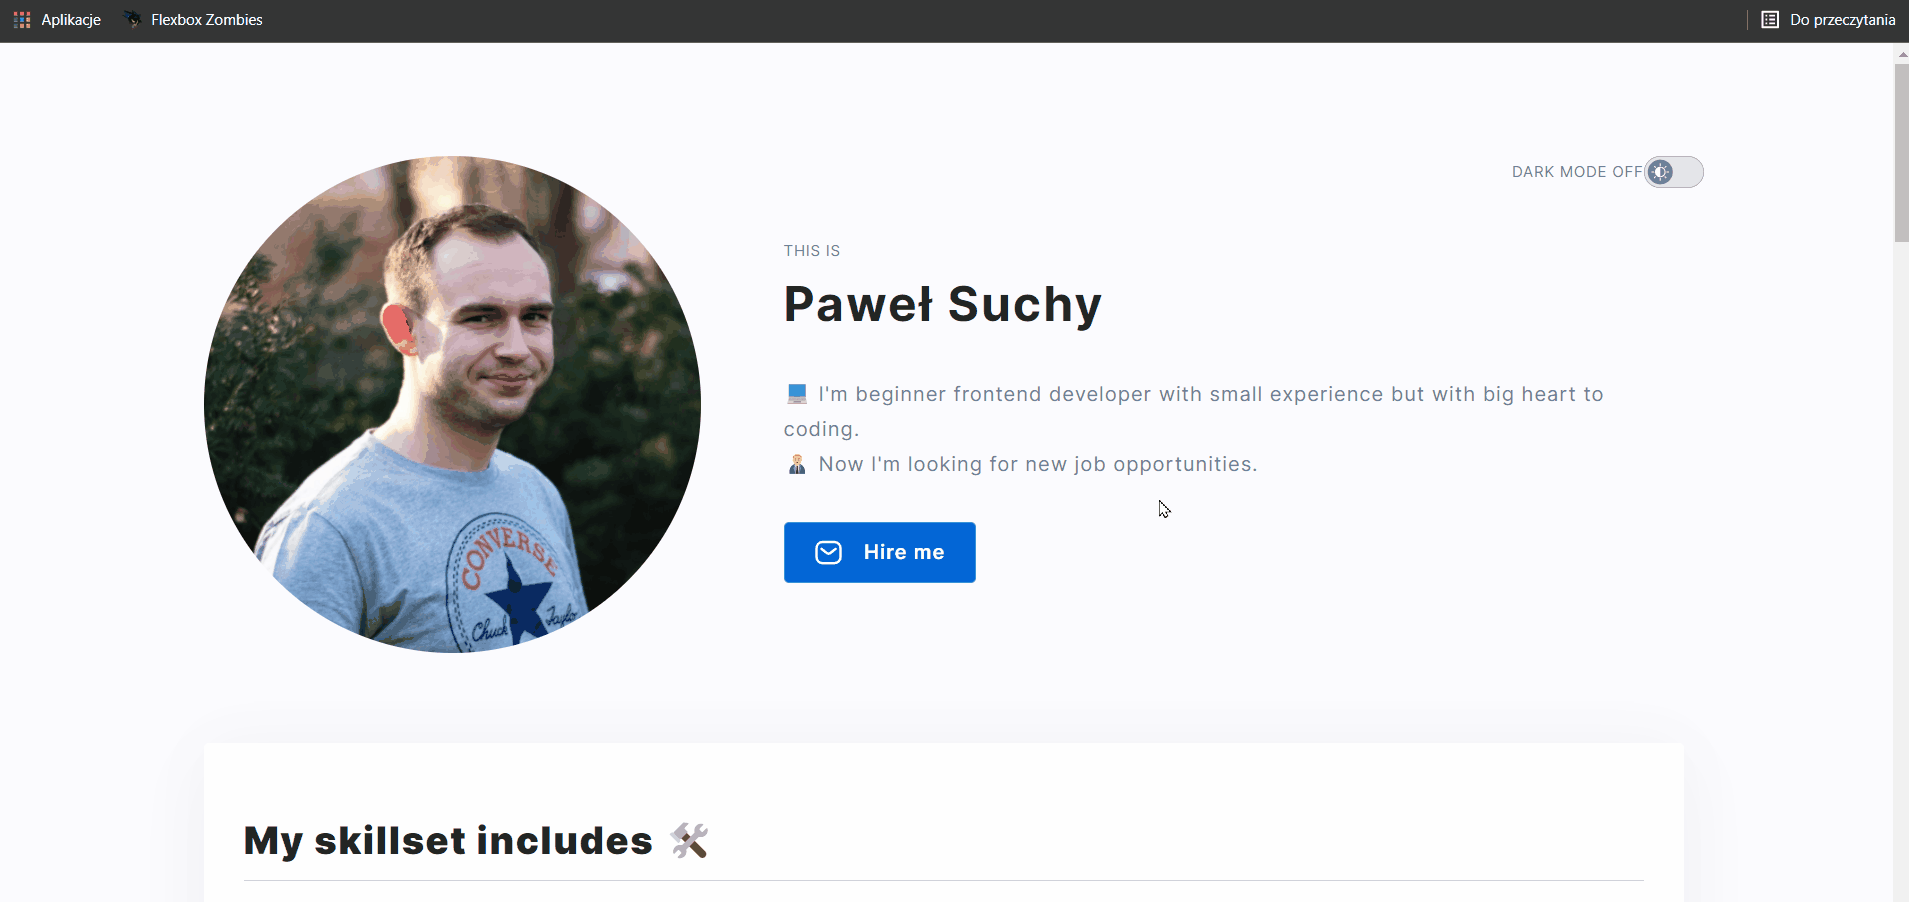 Aplikacje Flexbox Zombies Do przeczytania
DARK MODE OFF
THIS IS
Paweł Suchy
I'm beginner frontend developer with small experience but with big heart to
coding.
Now I'm looking for new job opportunities.
Hire me
CONVERSE
Chuck Taylor
My skillset includes